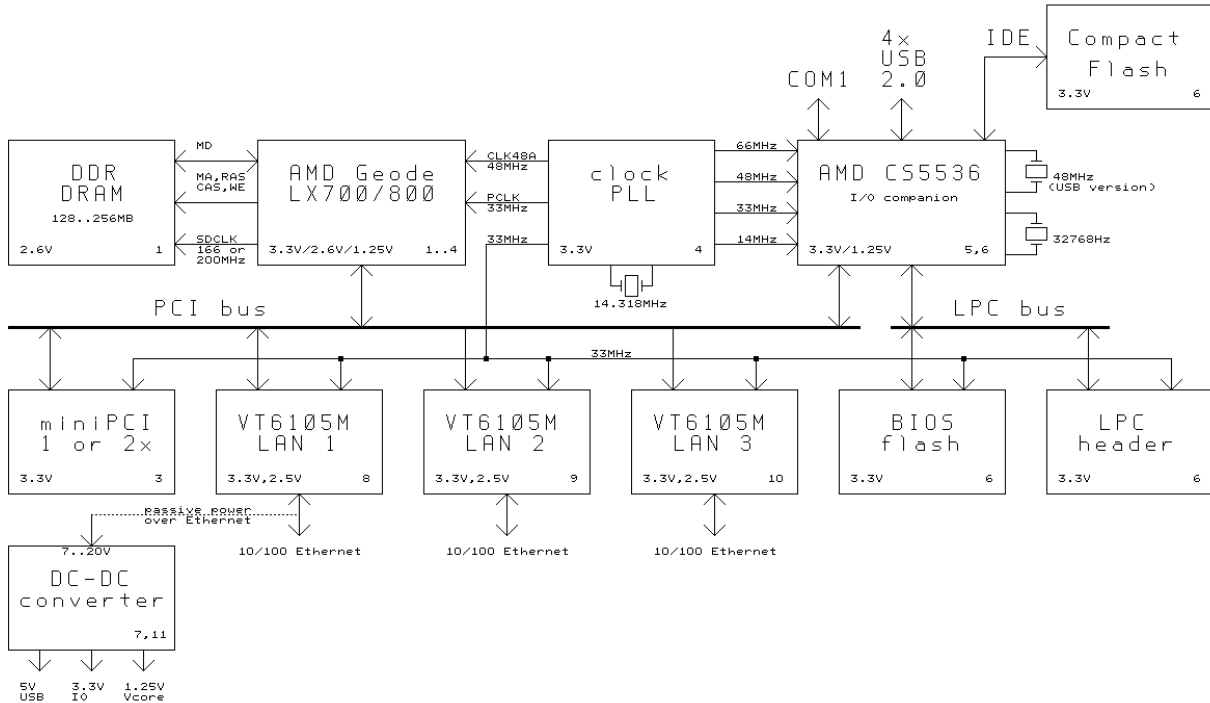 4x
USB
2.0
COM1
IDE
Compact
Flash
3.3V 6
DDR
DRAM
128..256MB
2.6V 1
MD
MA,RAS
CAS,WE
SDCLK
166 or
200MHz
AMD Geode
LX700/800
3.3V/2.6V/1.25V 1..4
CLK48A
48MHz
PCLK
33MHz
33MHz
clock
PLL
3.3V 4
14.318MHz
66MHz
48MHz
33MHz
14MHz
AMD CS5536
I/O companion
3.3V/1.25V 5,6
48MHz
(USB version)
32768Hz
PCI bus
LPC bus
33MHz
miniPCI
1 or 2x
3.3V 3
VT6105M
LAN 1
3.3V,2.5V 8
VT6105M
LAN 2
3.3V,2.5V 9
VT6105M
LAN 3
3.3V,2.5V 10
BIOS
flash
3.3V 6
LPC
header
3.3V 6
passive power
over Ethernet
10/100 Ethernet
10/100 Ethernet
10/100 Ethernet
7..20V
DC-DC
converter
7,11
5V
USB
3.3V
IO
1.25V
Vcore